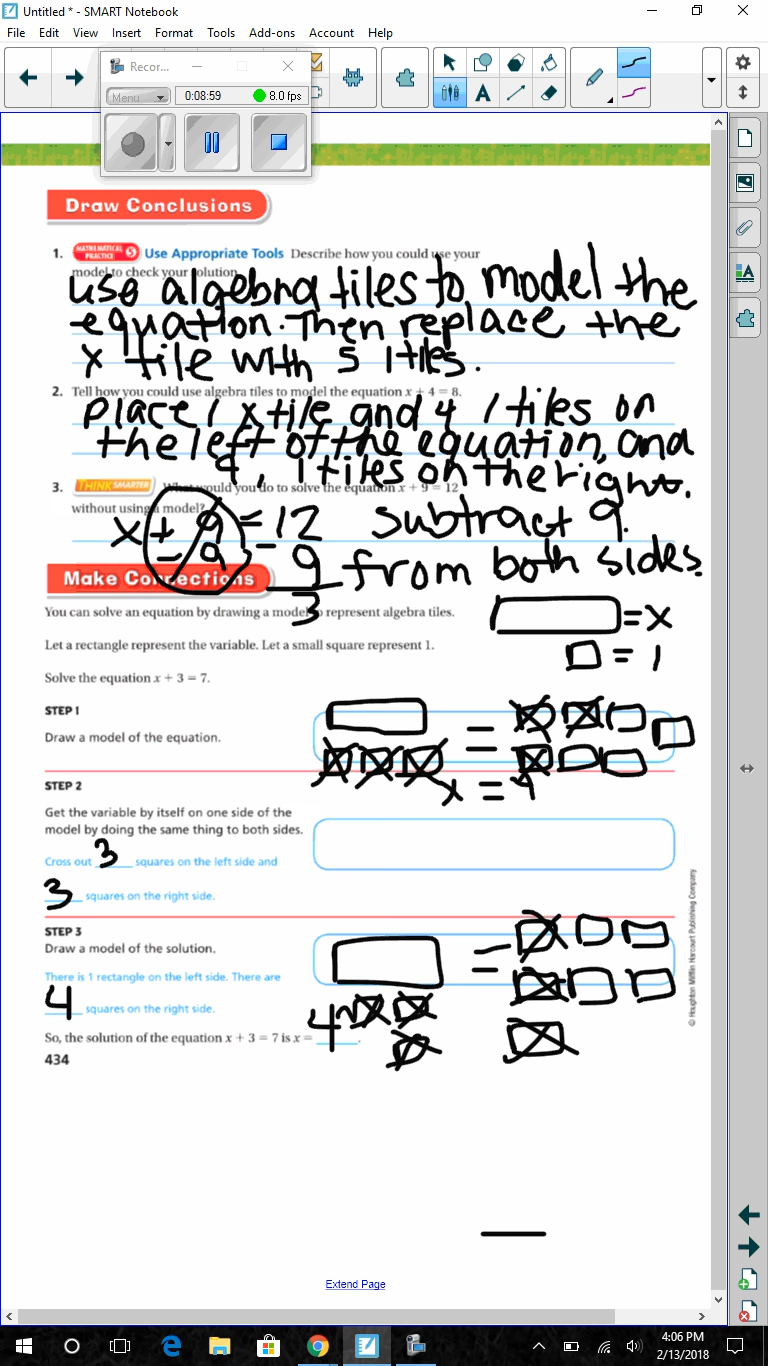 Untitled * - SMART Notebook
File Edit View Insert Format Tools Add-ons Account Help
Recor...
Menu 0:08:59 8.0 fps
A
Draw Conclusions
1. MATHEMATICAL PRACTICE 5 Use Appropriate Tools Describe how you could use your
model to check your solution
use algebra tiles to model the
equation. Then replace the
x tile with 5 1 tiles.
2. Tell how you could use algebra tiles to model the equation x + 4 = 8.
place 1 x tile and 4 1 tiles on
the left of the equation, and
1 tiles on the right.
3. THINK SMARTER What would you do to solve the equation x + 9 = 12
without using a model?
x + 9 = 12 Subtract 9
- 9 - 9 from both sides.
3
Make Connections
You can solve an equation by drawing a model to represent algebra tiles.
= x
Let a rectangle represent the variable. Let a small square represent 1.
= 1
Solve the equation x + 3 = 7.
STEP 1
Draw a model of the equation.
=
x = 4
STEP 2
Get the variable by itself on one side of the
model by doing the same thing to both sides.
Cross out 3 squares on the left side and
3 squares on the right side.
STEP 3
Draw a model of the solution.
=
There is 1 rectangle on the left side. There are
4 squares on the right side.
So, the solution of the equation x + 3 = 7 is x = 4.
434
© Houghton Mifflin Harcourt Publishing Company
Extend Page
4:06 PM
2/13/2018